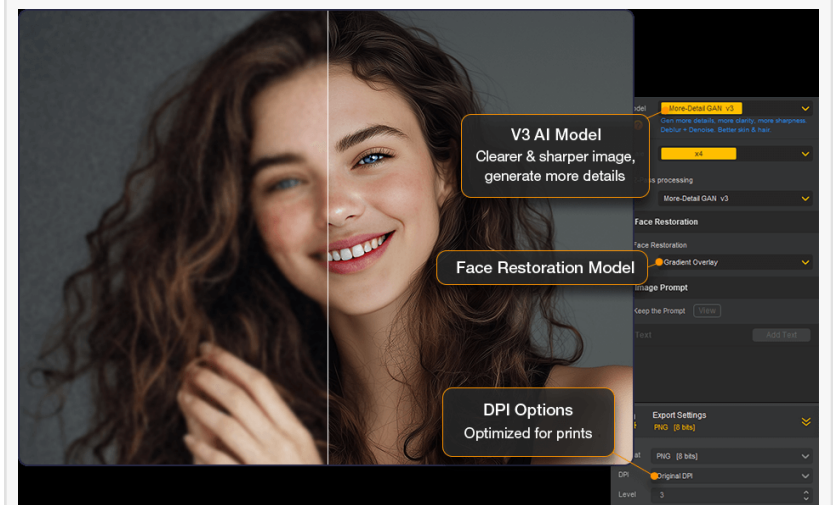 More-Detail GAN v3
Gen more details, more clarity, more sharpness.
Deblur + Denoise, Better skin & hair
V3 AI Model
Clearer & sharper image,
generate more details
x4
processing
More-Detail GAN v3
Face Restoration
Face Restoration
Face Restoration Model
Gradient Overlay
Image Prompt
Keep the Prompt
View
Text
Add Text
DPI Options
Optimized for prints
Export Settings
PNG [8 bits]
PNG [8 bits]
DPI
Original DPI
Level
3